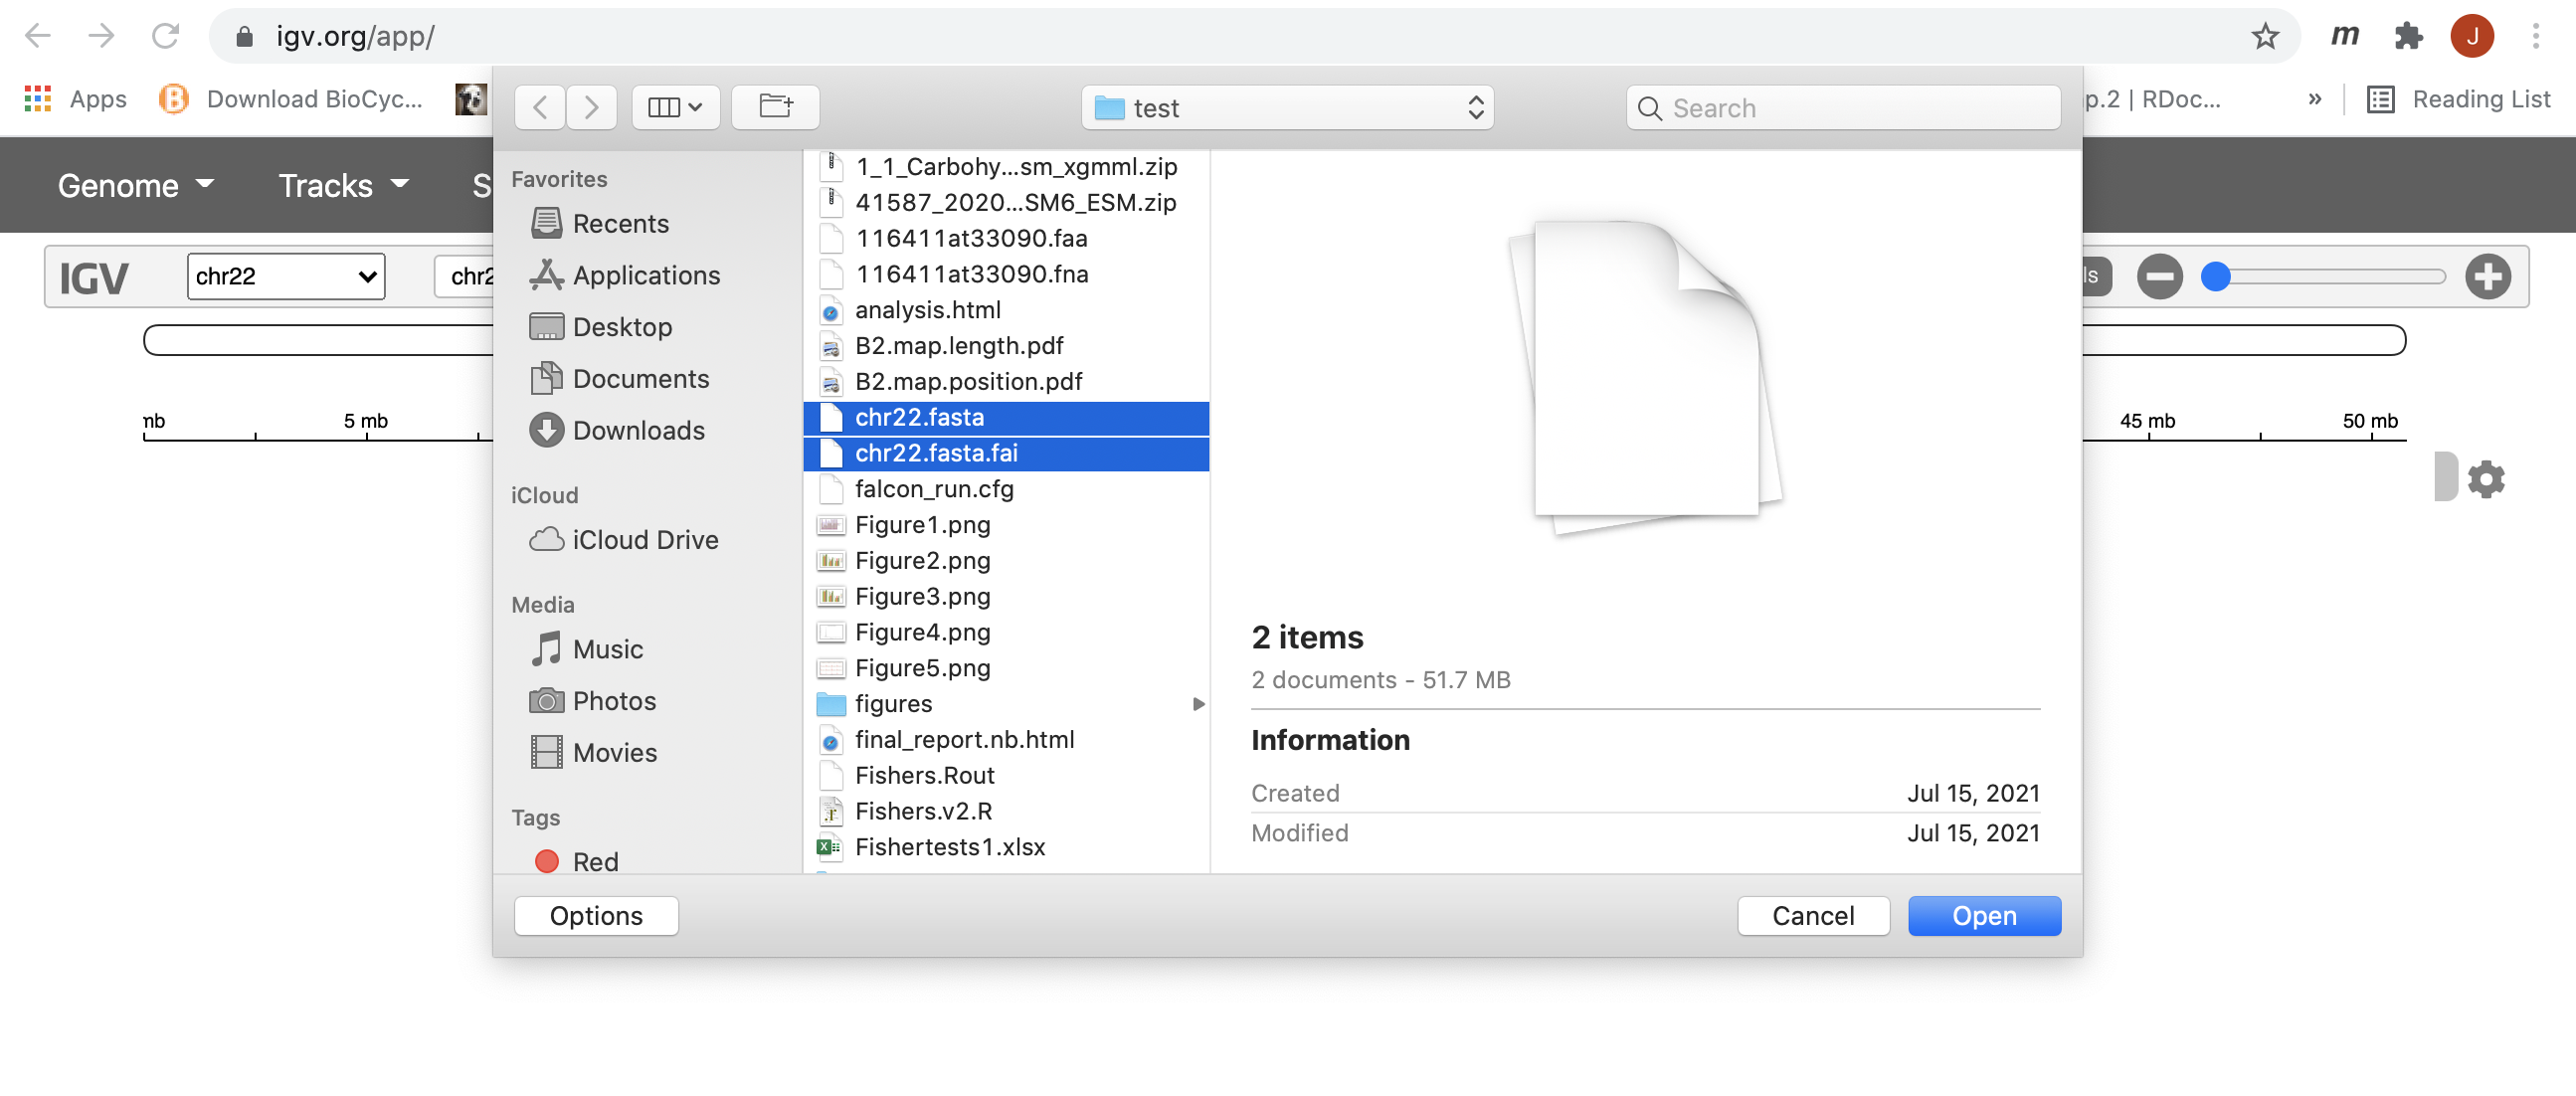 igv.org/app/
m
J
Apps
Download BioCyc...
p.2 | RDoc...
»
Reading List
test
Search
Genome
Tracks
S
IGV
chr22
chr2
ls
mb
5 mb
45 mb
50 mb
Favorites
Recents
Applications
Desktop
Documents
Downloads
iCloud
iCloud Drive
Media
Music
Photos
Movies
Tags
Red
1_1_Carbohy...sm_xgmml.zip
41587_2020...SM6_ESM.zip
116411at33090.faa
116411at33090.fna
analysis.html
B2.map.length.pdf
B2.map.position.pdf
chr22.fasta
chr22.fasta.fai
falcon_run.cfg
Figure1.png
Figure2.png
Figure3.png
Figure4.png
Figure5.png
figures
final_report.nb.html
Fishers.Rout
Fishers.v2.R
Fishertests1.xlsx
2 items
2 documents - 51.7 MB
Information
Created Jul 15, 2021
Modified Jul 15, 2021
Options
Cancel
Open